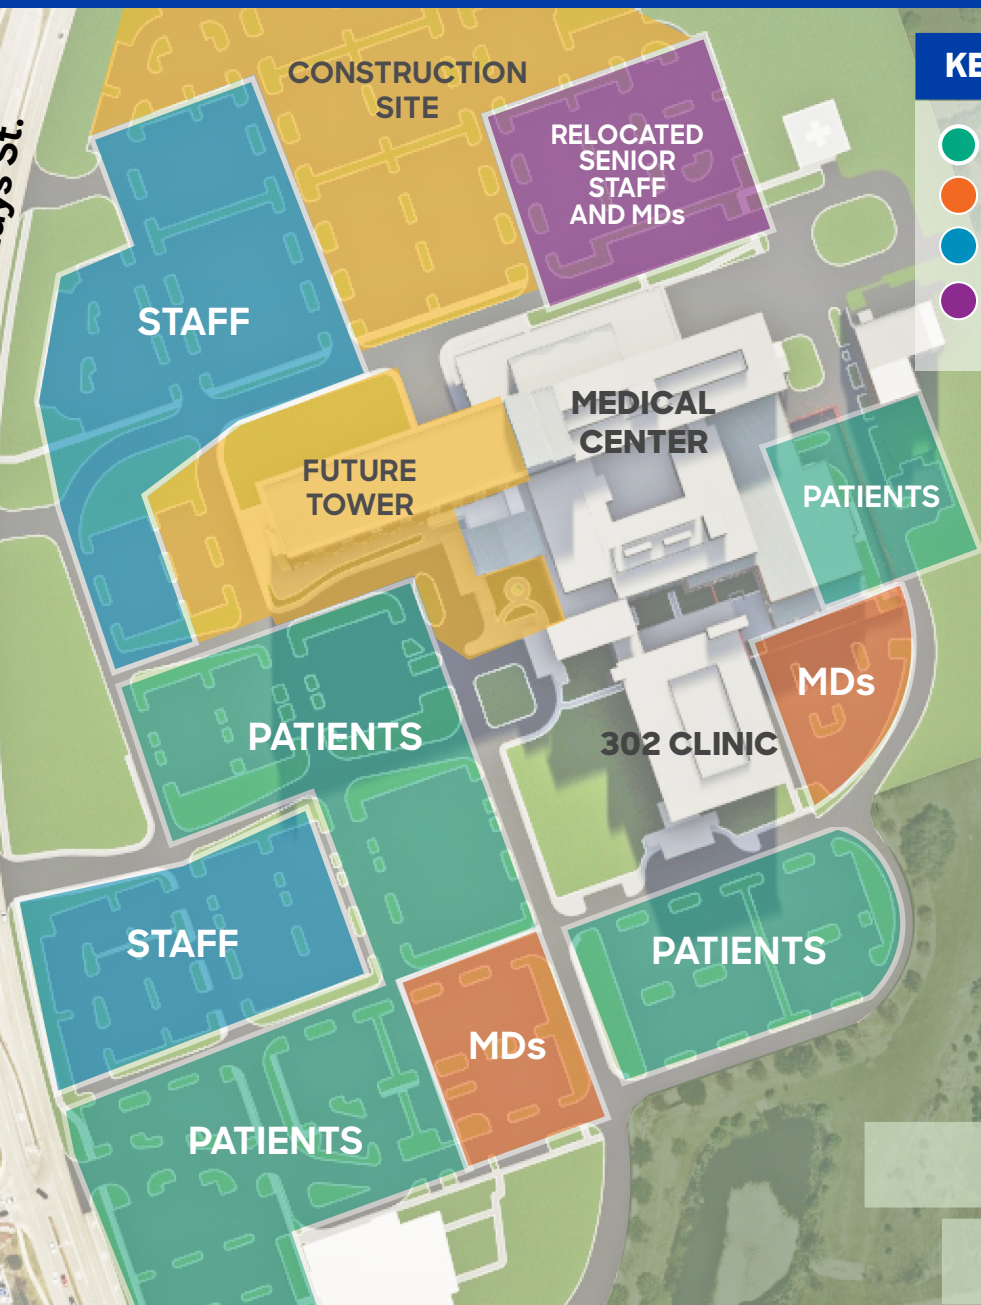 CONSTRUCTION
SITE
RELOCATED
SENIOR
STAFF
AND MDs
STAFF
MEDICAL
CENTER
FUTURE
TOWER
PATIENTS
MDs
PATIENTS
302 CLINIC
STAFF
PATIENTS
MDs
PATIENTS
St.